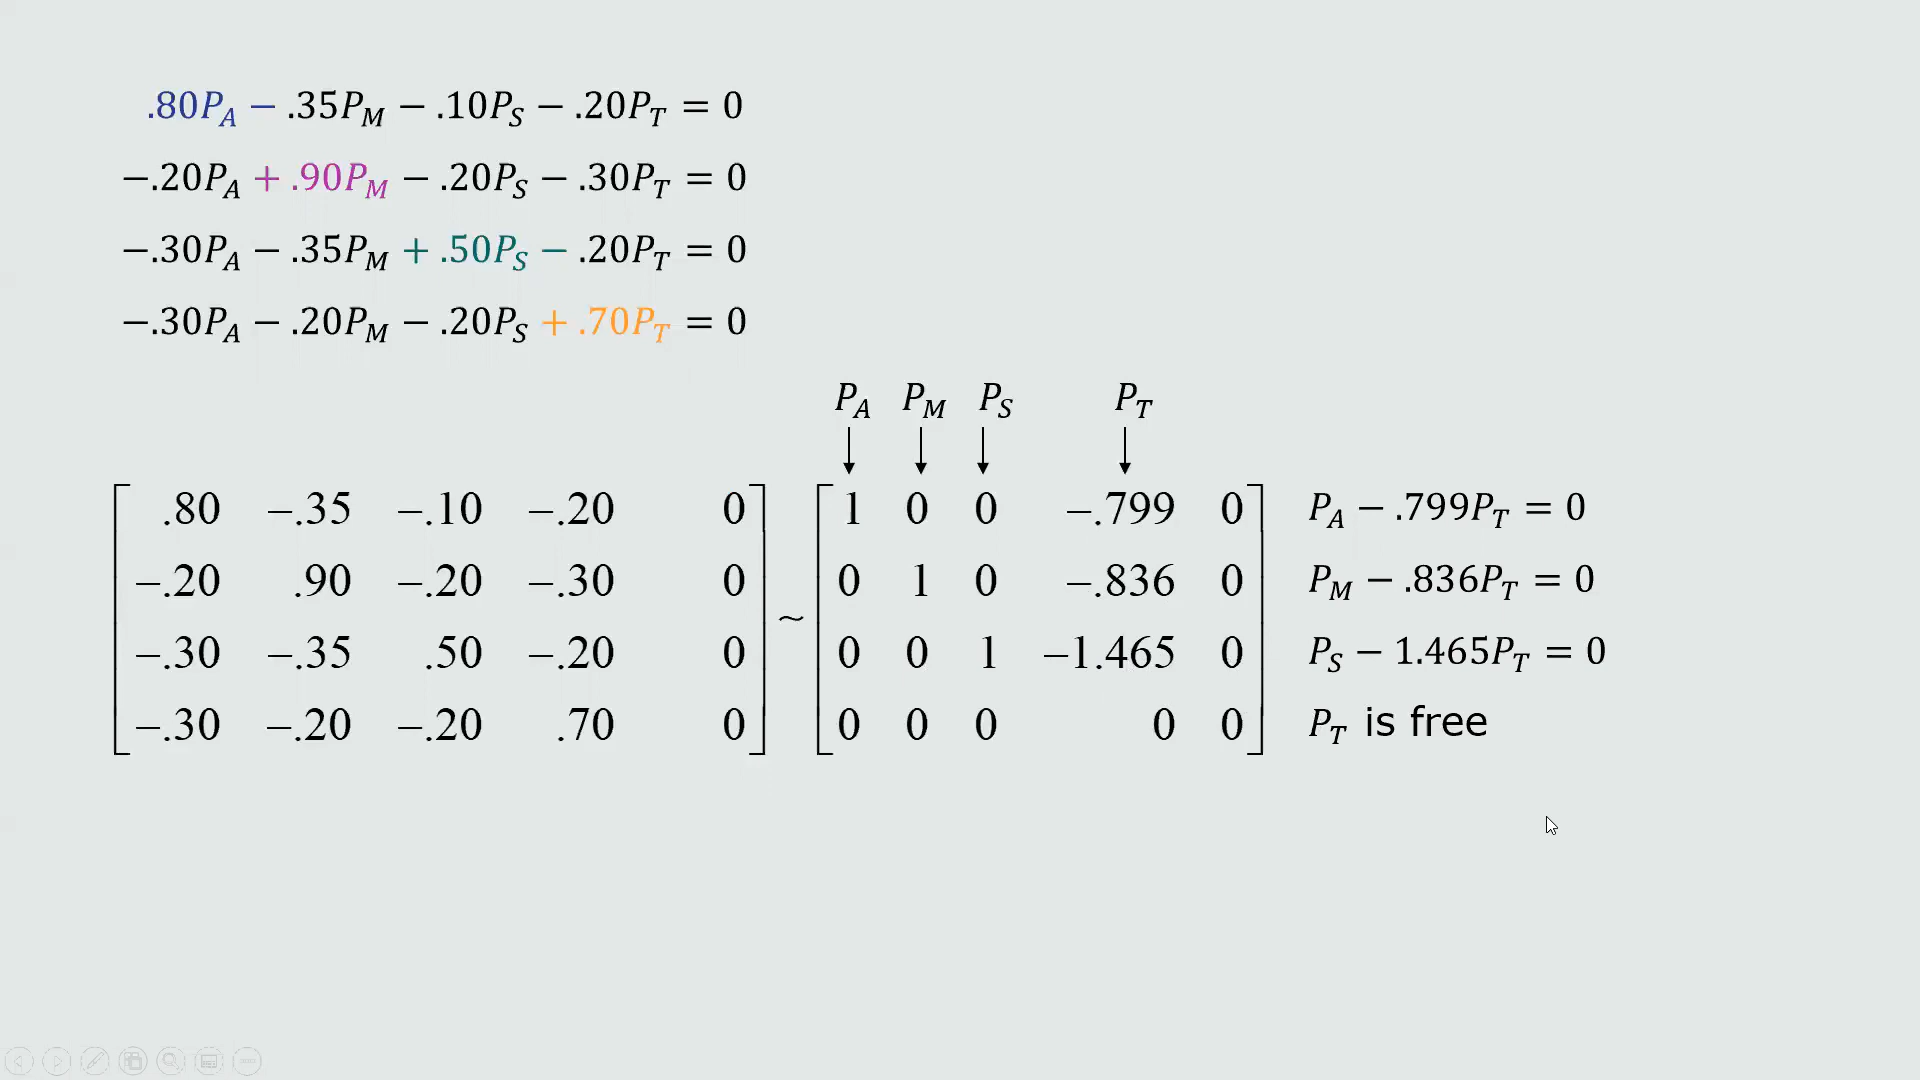 .80P_A − .35P_M − .10P_S − .20P_T = 0
−.20P_A + .90P_M − .20P_S − .30P_T = 0
−.30P_A − .35P_M + .50P_S − .20P_T = 0
−.30P_A − .20P_M − .20P_S + .70P_T = 0
P_A P_M P_S P_T
.80 −.35 −.10 −.20 0 1 0 0 −.799 0 P_A − .799P_T = 0
−.20 .90 −.20 −.30 0 0 1 0 −.836 0 P_M − .836P_T = 0
−.30 −.35 .50 −.20 0 ~ 0 0 1 −1.465 0 P_S − 1.465P_T = 0
−.30 −.20 −.20 .70 0 0 0 0 0 0 P_T is free